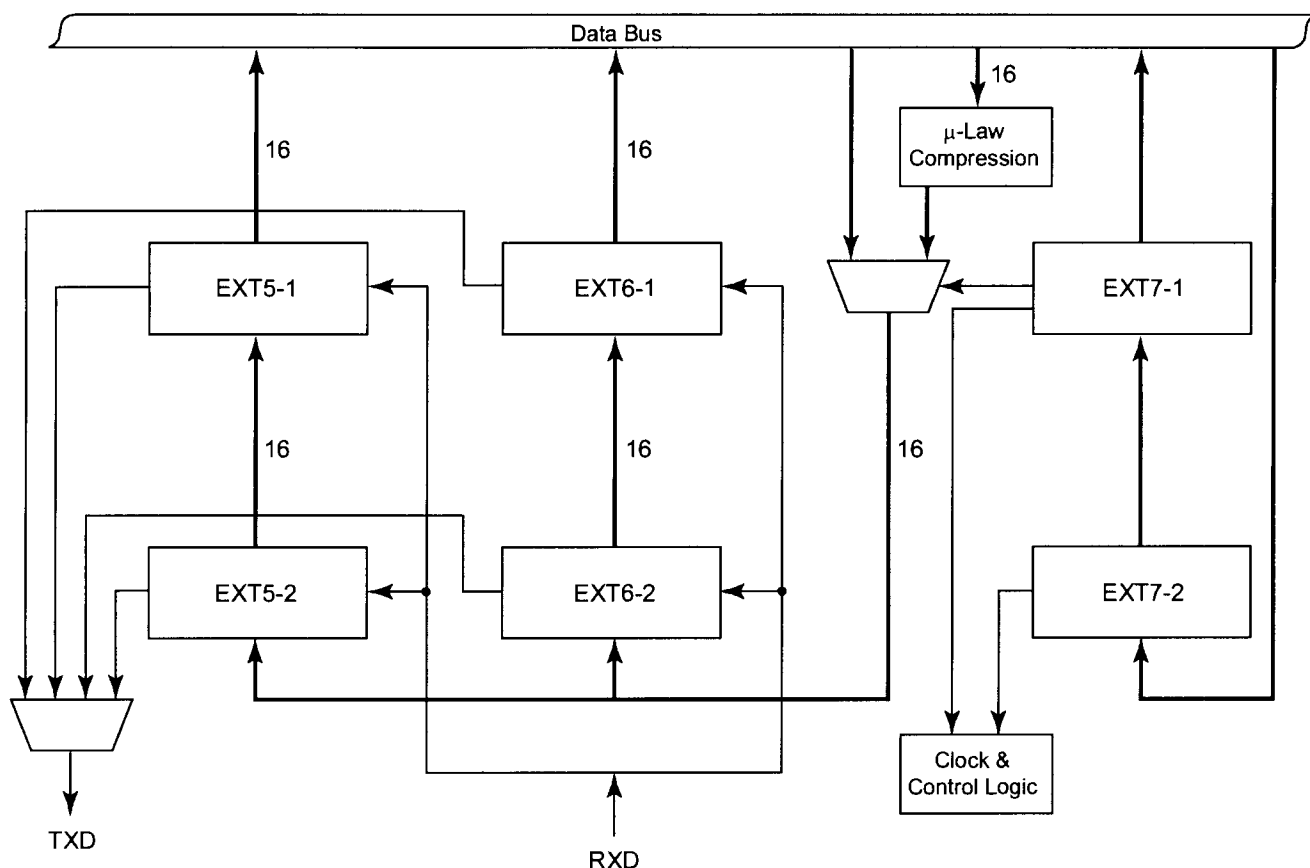 Data Bus
16
μ-Law
Compression
16
16
EXT5-1
EXT6-1
EXT7-1
16
16
16
EXT5-2
EXT6-2
EXT7-2
Clock &
Control Logic
TXD
RXD